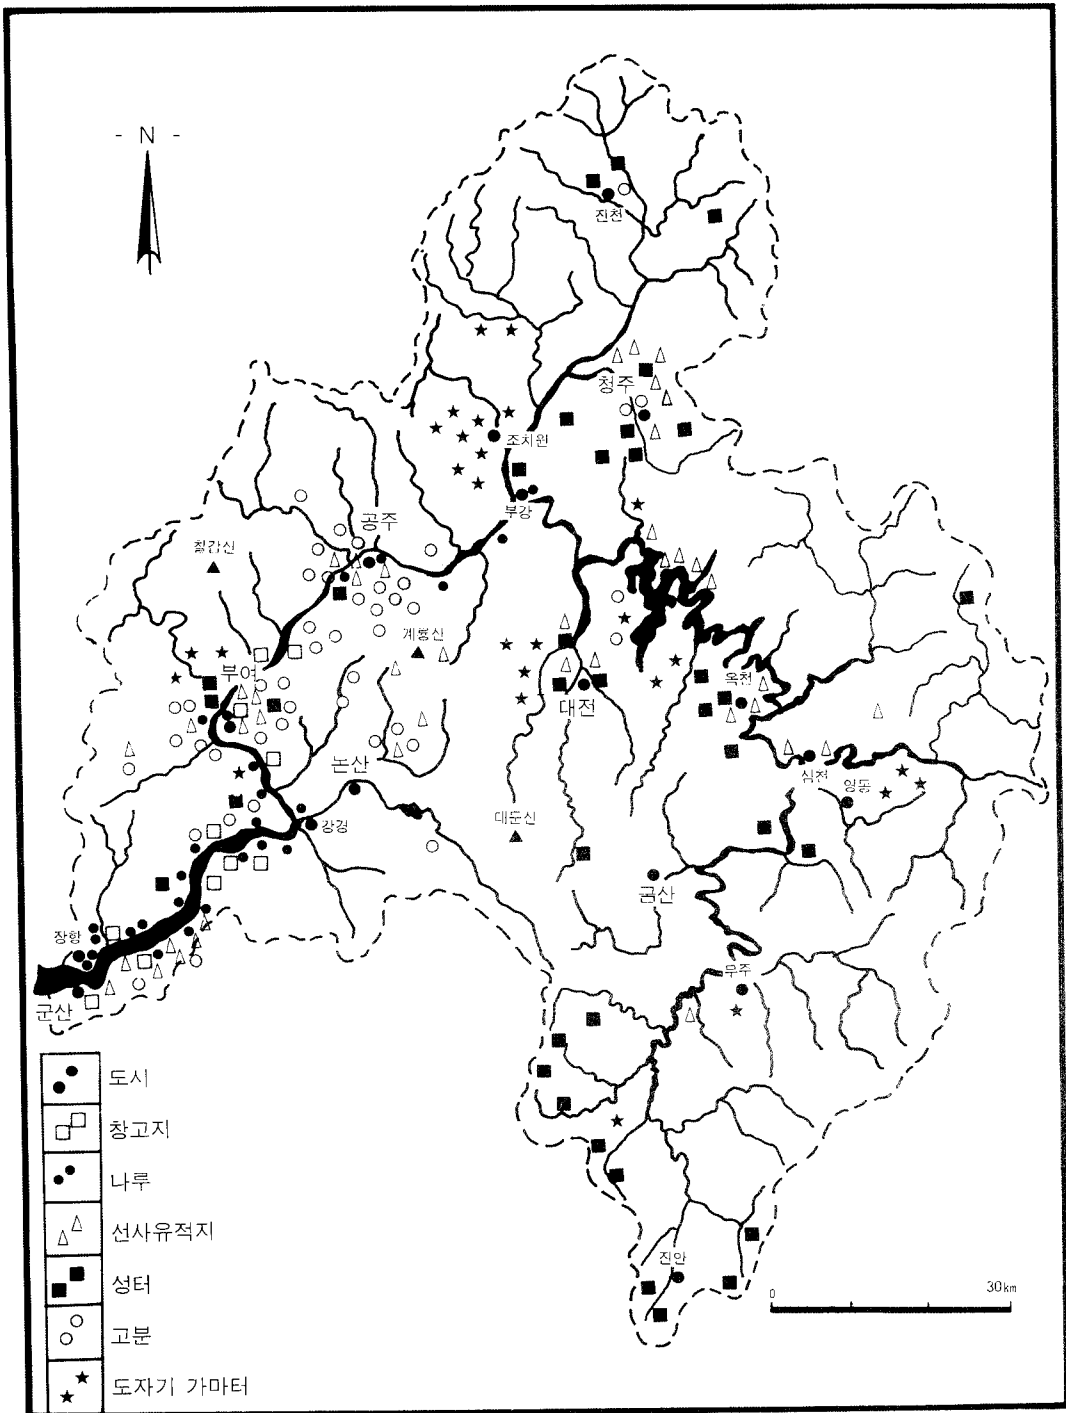 - N -
진천
청주
조치원
부강
공주
칠갑산
계룡산
부여
대전
옥천
논산
심천
영동
강경
대둔산
금산
장항
무주
군산
진안
0
30km
도시
창고지
나루
선사유적지
성터
고분
도자기 가마터